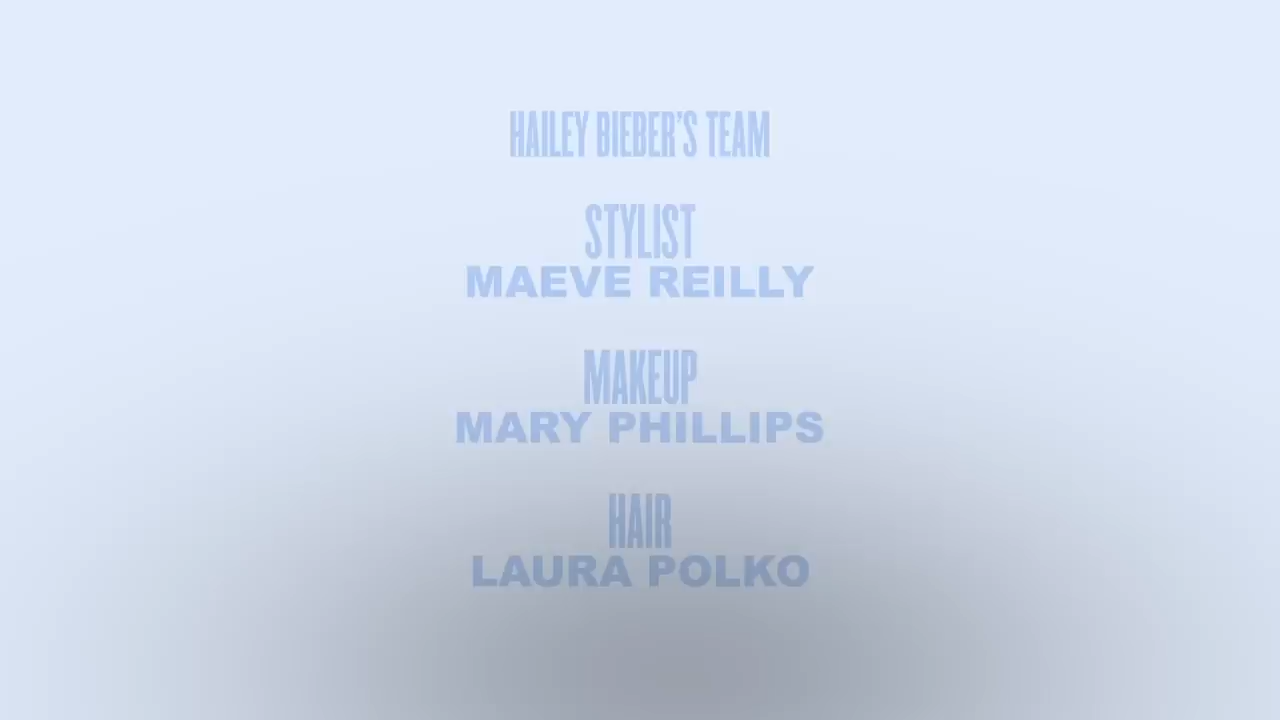 HAILEY BIEBER'S TEAM
STYLIST
MAEVE REILLY
MAKEUP
MARY PHILLIPS
HAIR
LAURA POLKO